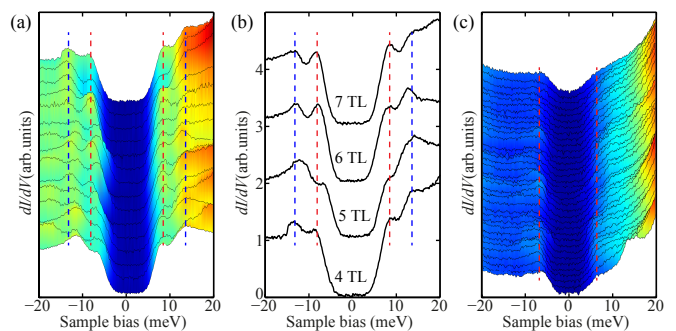 (a)
(b)
(c)
dI/dV(arb.units)
−20 −10 0 10 20
Sample bias (meV)
dI/dV(arb.units)
4
3
2
1
0
7 TL
6 TL
5 TL
4 TL
−20 −10 0 10 20
Sample bias (meV)
dI/dV(arb.units)
−20 −10 0 10 20
Sample bias (meV)